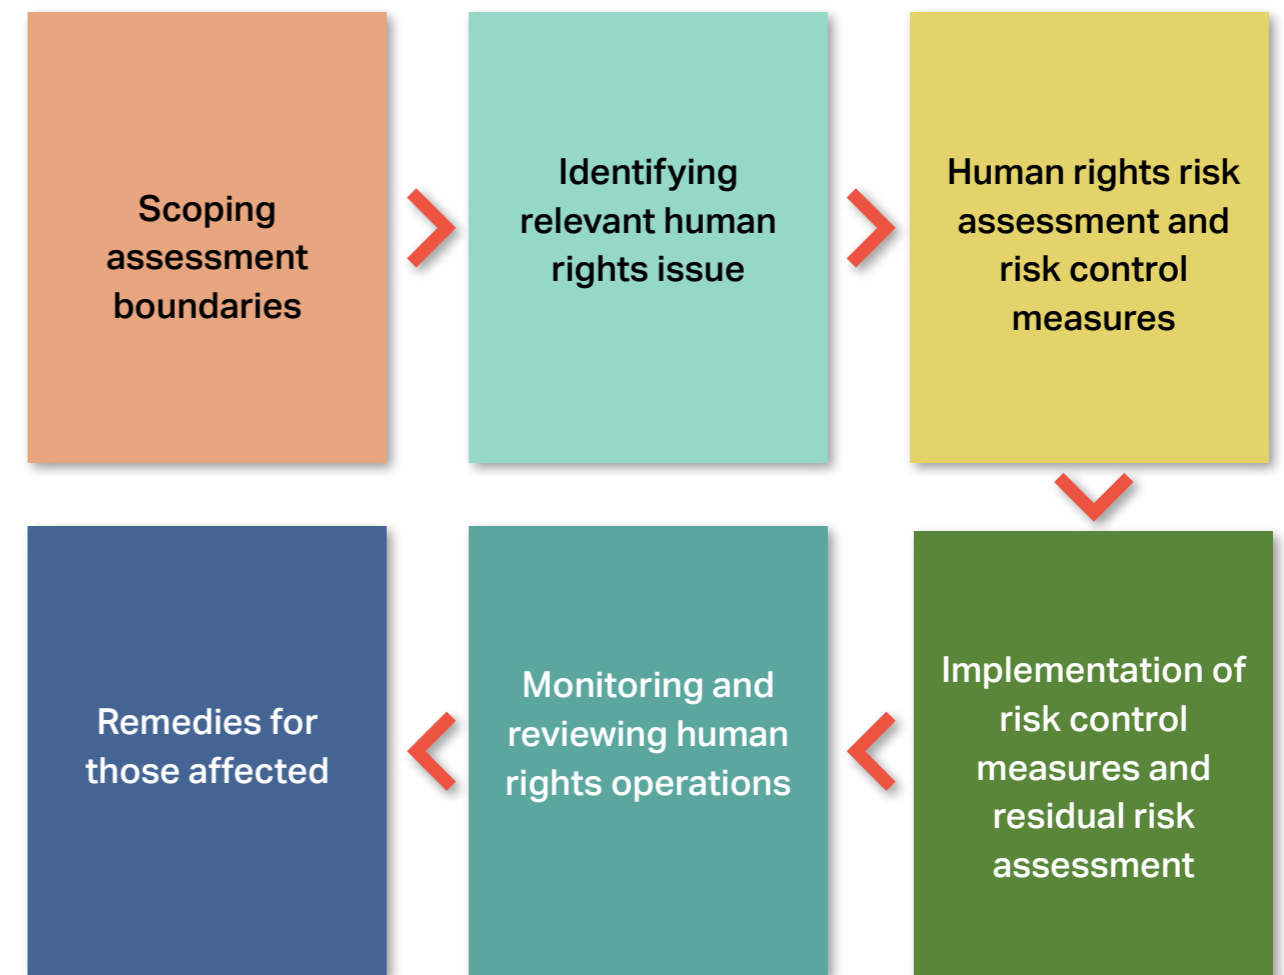 Scoping
assessment
boundaries
Identifying
relevant human
rights issue
Human rights risk
assessment and
risk control
measures
Implementation of
risk control
measures and
residual risk
assessment
Monitoring and
reviewing human
rights operations
Remedies for
those affected